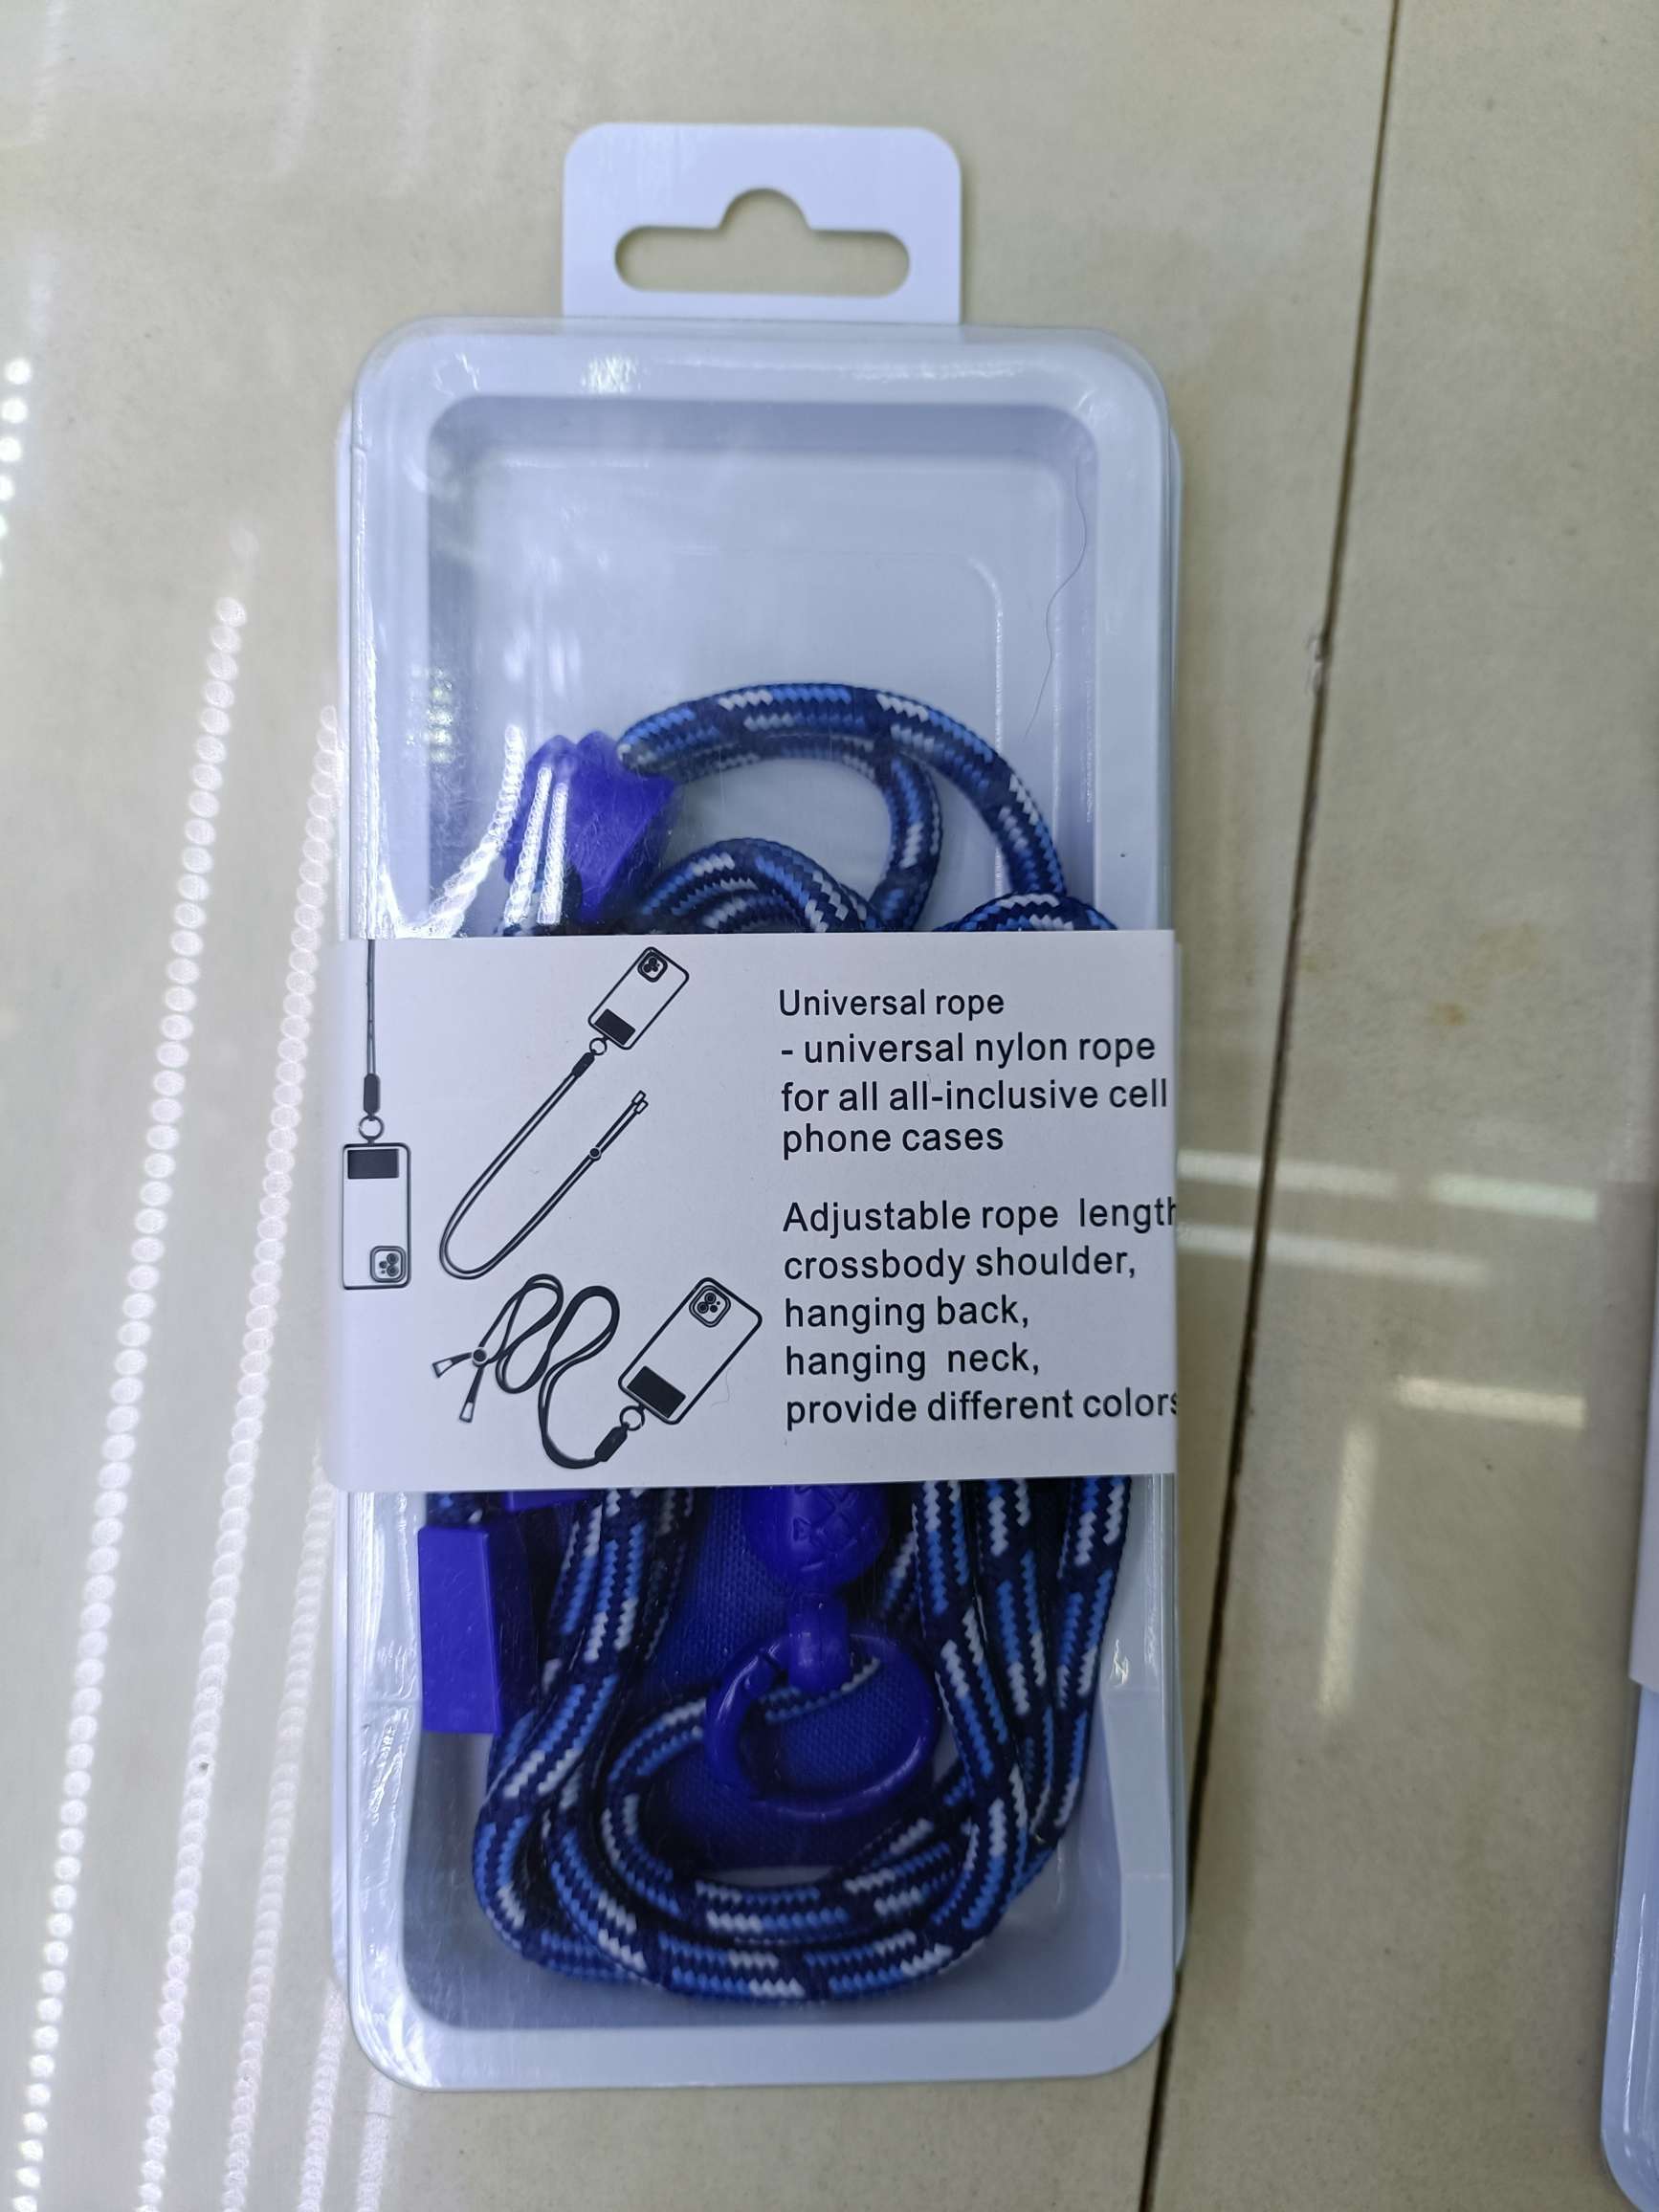 Universal rope
- universal nylon rope
for all all-inclusive cell
phone cases
Adjustable rope length
crossbody shoulder,
hanging back,
hanging neck,
provide different colors